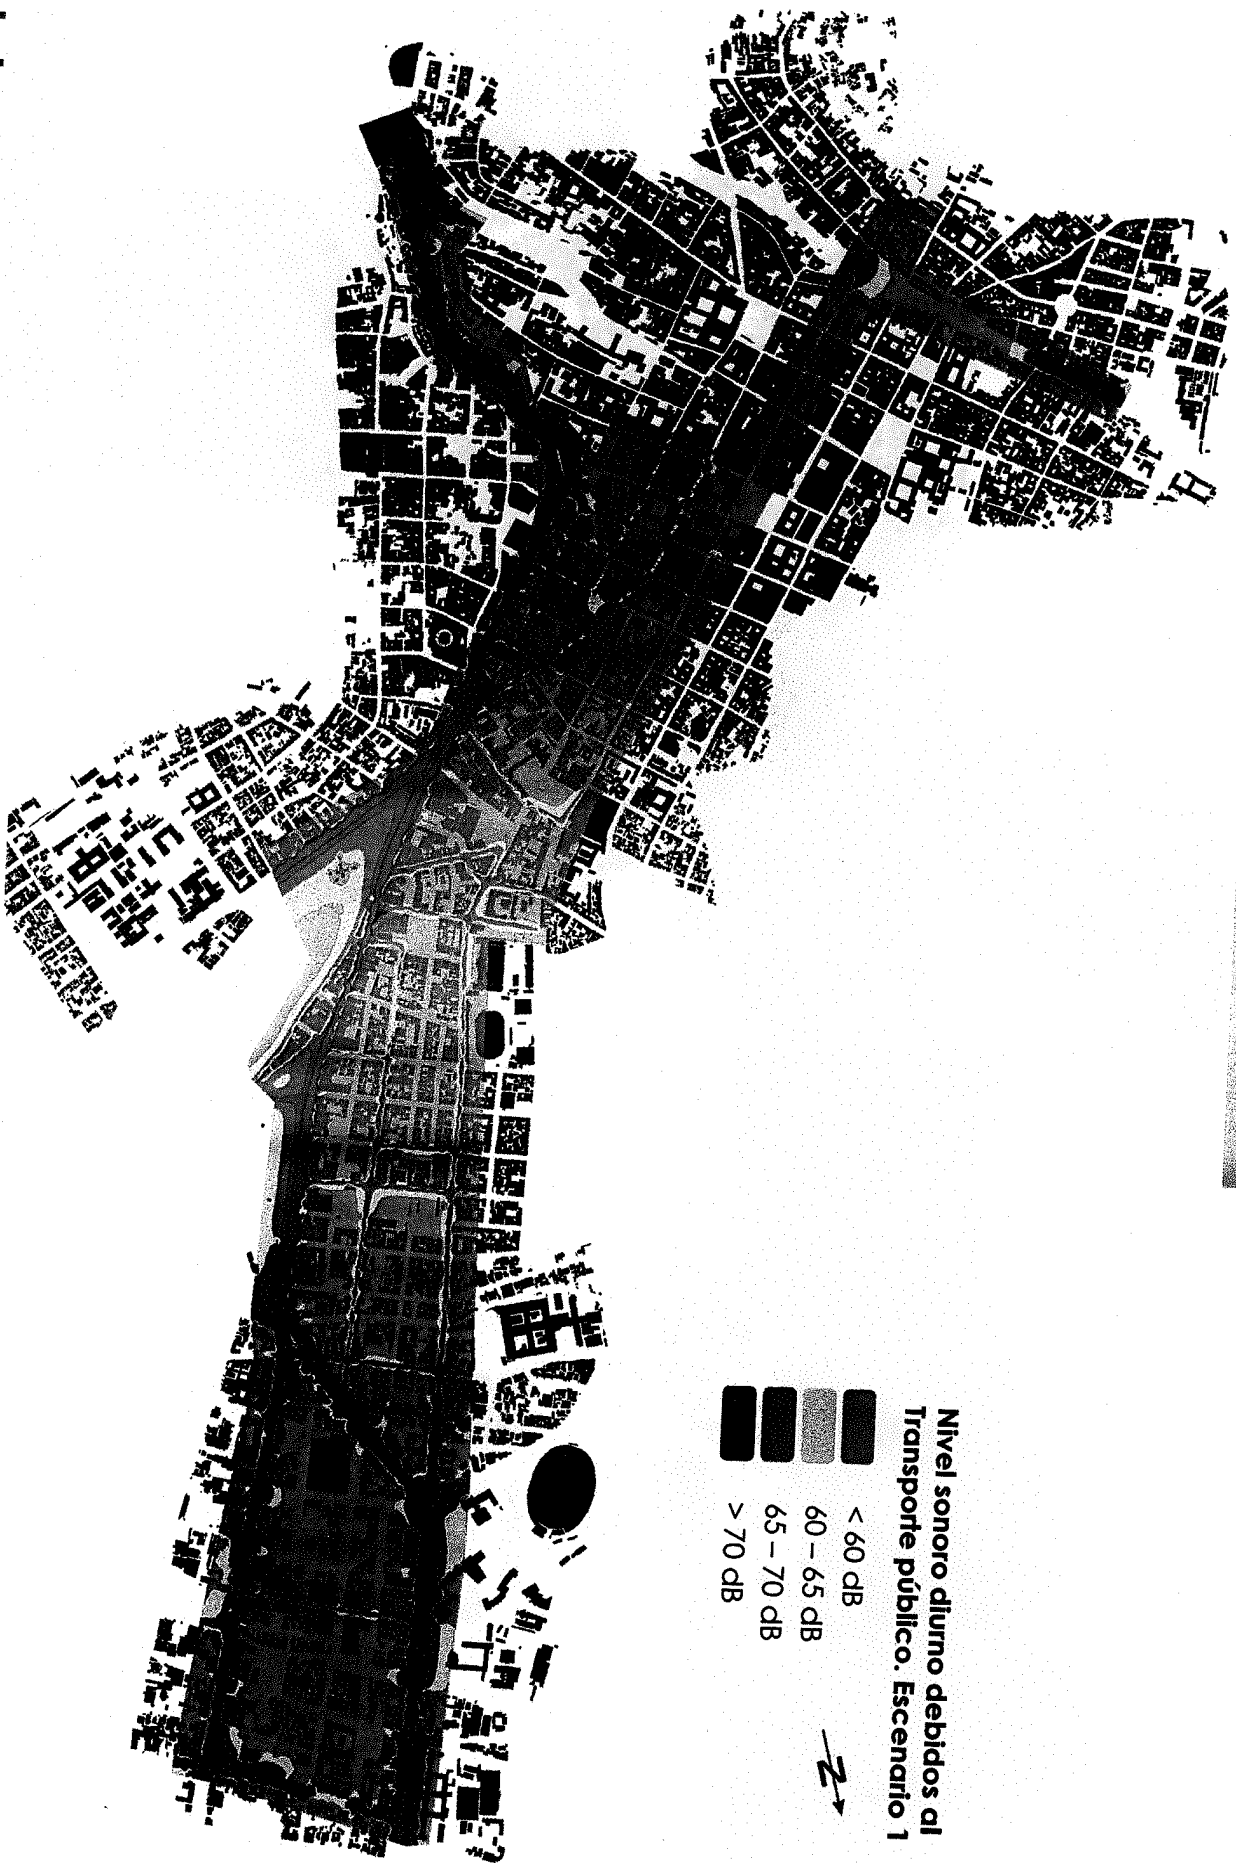 Nivel sonoro diurno debidos al
Transporte público. Escenario 1
< 60 dB
60 – 65 dB
65 – 70 dB
> 70 dB